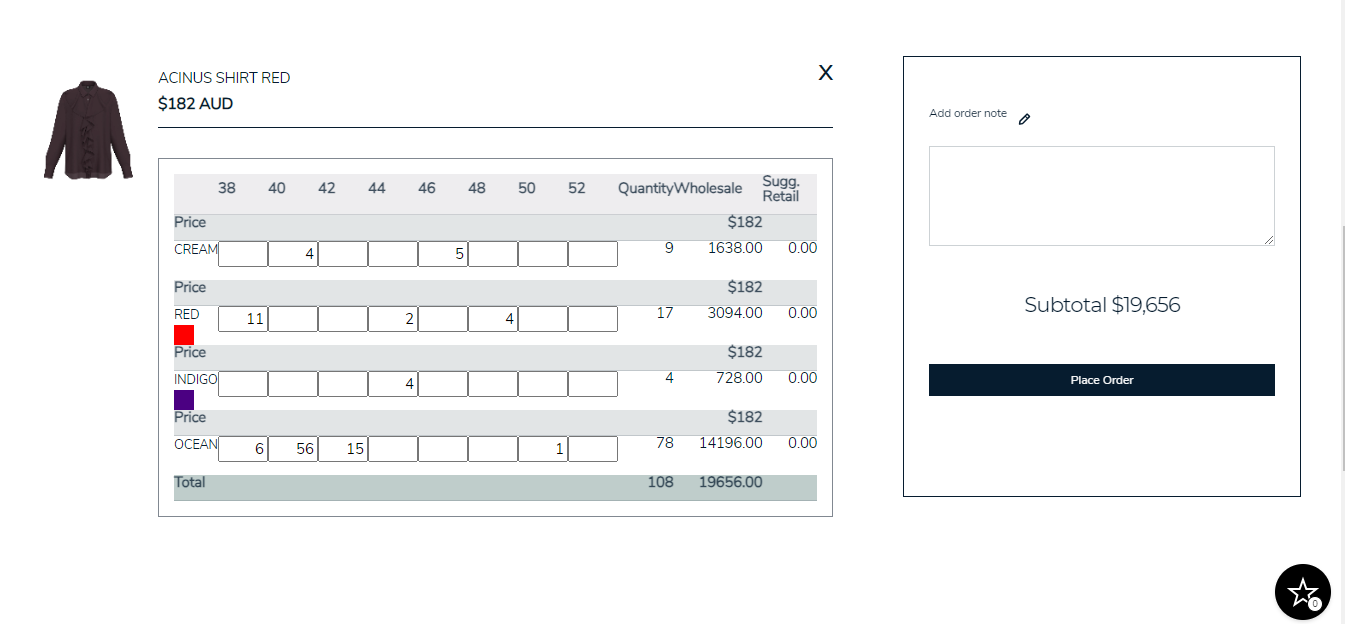 ACINUS SHIRT RED
X
$182 AUD
38 40 42 44 46 48 50 52 Quantity Wholesale Sugg. Retail
Price $182
CREAM 4 5 9 1638.00 0.00
Price $182
RED 11 2 4 17 3094.00 0.00
Price $182
INDIGO 4 4 728.00 0.00
Price $182
OCEAN 6 56 15 1 78 14196.00 0.00
Total 108 19656.00
Add order note
Subtotal $19,656
Place Order
0